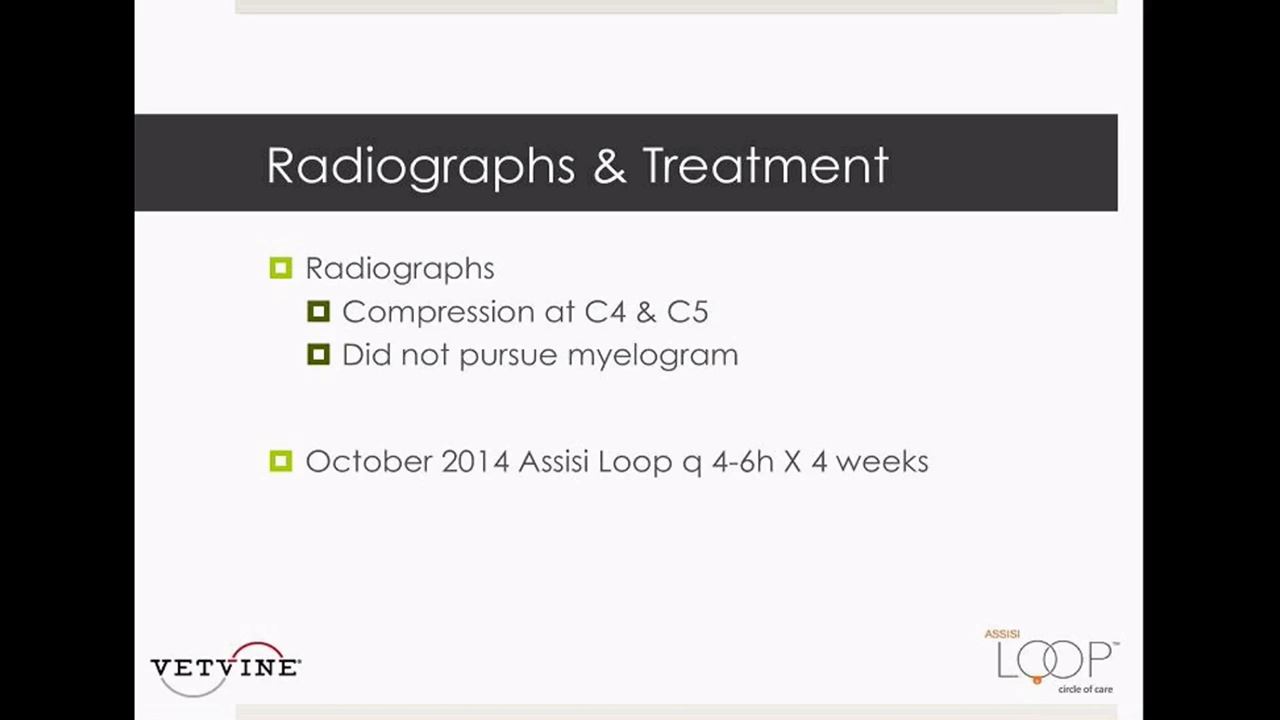 Radiographs & Treatment
Radiographs
Compression at C4 & C5
Did not pursue myelogram
October 2014 Assisi Loop q 4-6h X 4 weeks
VETVINE®
ASSISI
LOOP™
circle of care